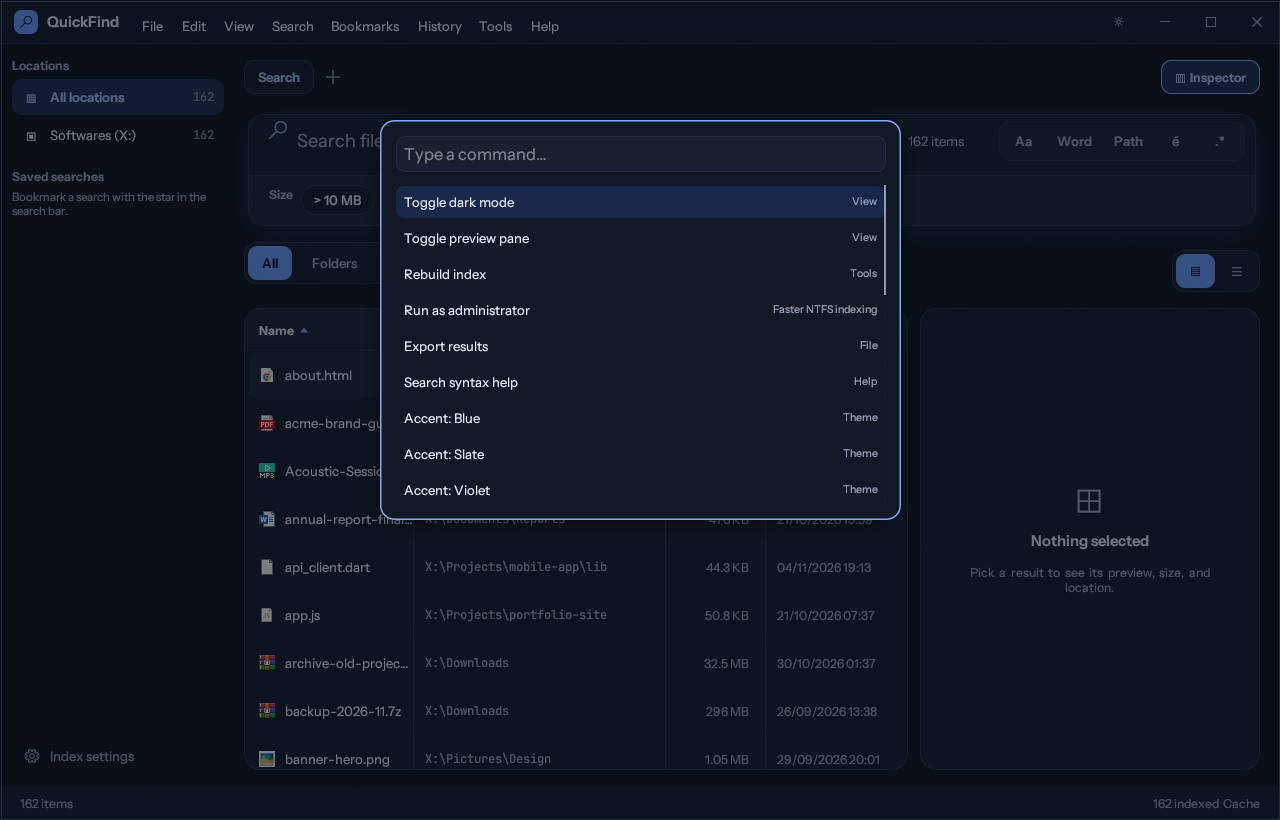 QuickFind File Edit View Search Bookmarks History Tools Help
Locations
All locations 162
Softwares (X:) 162
Saved searches
Bookmark a search with the star in the
search bar.
Index settings
Search
Inspector
Search file
162 items Aa Word Path é .*
Size > 10 MB
All Folders
Type a command...
Toggle dark mode View
Toggle preview pane View
Rebuild index Tools
Run as administrator Faster NTFS indexing
Export results File
Search syntax help Help
Accent: Blue Theme
Accent: Slate Theme
Accent: Violet Theme
Name
about.html
acme-brand-gu
Acoustic-Sessio
annual-report-final... X:\Documents\Reports
api_client.dart X:\Projects\mobile-app\lib 44.3 KB 04/11/2026 19:13
app.js X:\Projects\portfolio-site 50.8 KB 21/10/2026 07:37
archive-old-projec... X:\Downloads 32.5 MB 30/10/2026 01:37
backup-2026-11.7z X:\Downloads 296 MB 26/09/2026 13:38
banner-hero.png X:\Pictures\Design 1.05 MB 29/09/2026 20:01
Nothing selected
Pick a result to see its preview, size, and
location.
162 items
162 indexed Cache